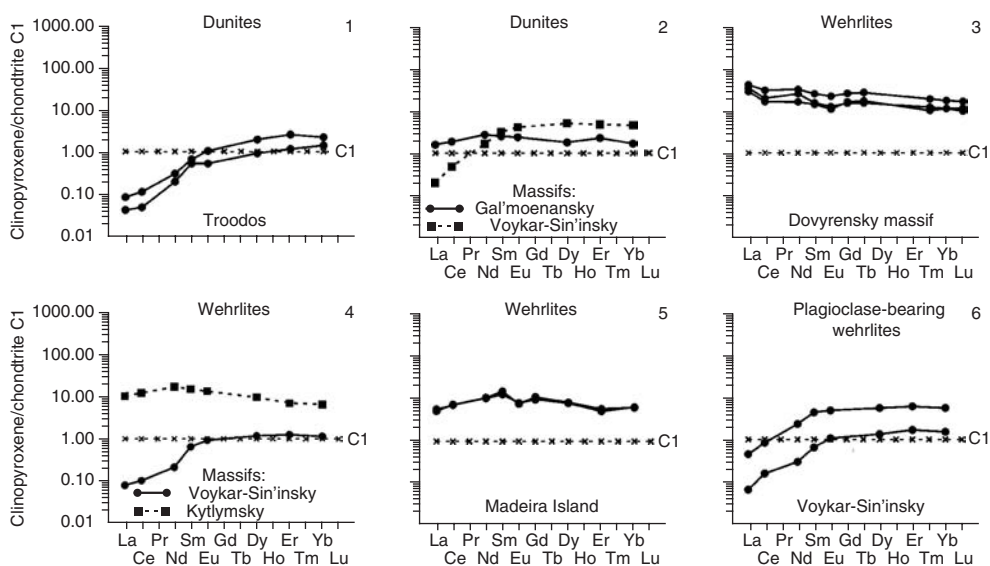 Dunites 1
Clinopyroxene/chondtrite C1
1000.00
100.00
10.00
1.00
0.10
0.01
C1
Troodos
Dunites 2
C1
Massifs:
Gal'moenansky
Voykar-Sin'insky
La Pr Sm Gd Dy Er Yb
Ce Nd Eu Tb Ho Tm Lu
Wehrlites 3
C1
Dovyrensky massif
La Pr Sm Gd Dy Er Yb
Ce Nd Eu Tb Ho Tm Lu
Wehrlites 4
Clinopyroxene/chondtrite C1
1000.00
100.00
10.00
1.00
0.10
0.01
C1
Massifs:
Voykar-Sin'insky
Kytlymsky
La Pr Sm Gd Dy Er Yb
Ce Nd Eu Tb Ho Tm Lu
Wehrlites 5
C1
Madeira Island
La Pr Sm Gd Dy Er Yb
Ce Nd Eu Tb Ho Tm Lu
Plagioclase-bearing 6
wehrlites
C1
Voykar-Sin'insky
La Pr Sm Gd Dy Er Yb
Ce Nd Eu Tb Ho Tm Lu